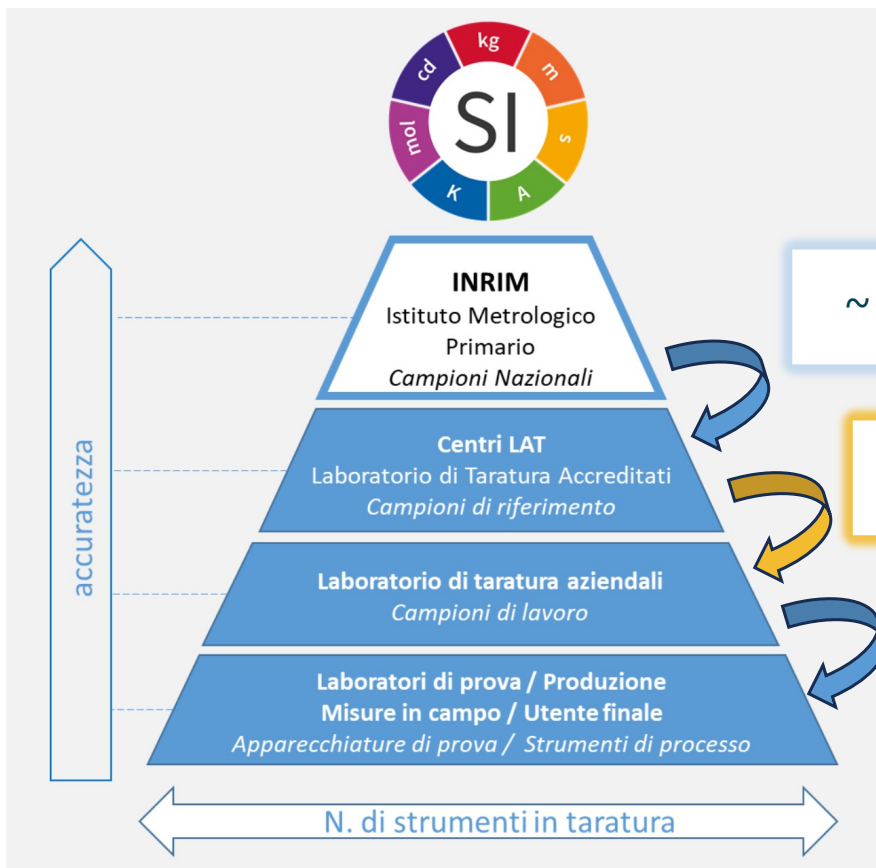 kg
m
s
A
K
mol
cd
SI
INRIM
Istituto Metrologico
Primario
Campioni Nazionali
~
Centri LAT
Laboratorio di Taratura Accreditati
Campioni di riferimento
Laboratorio di taratura aziendali
Campioni di lavoro
Laboratori di prova / Produzione
Misure in campo / Utente finale
Apparecchiature di prova / Strumenti di processo
accuratezza
N. di strumenti in taratura